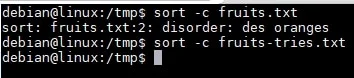 debian@linux:/tmp$ sort -c fruits.txt
sort: fruits.txt:2: disorder: des oranges
debian@linux:/tmp$ sort -c fruits-tries.txt
debian@linux:/tmp$